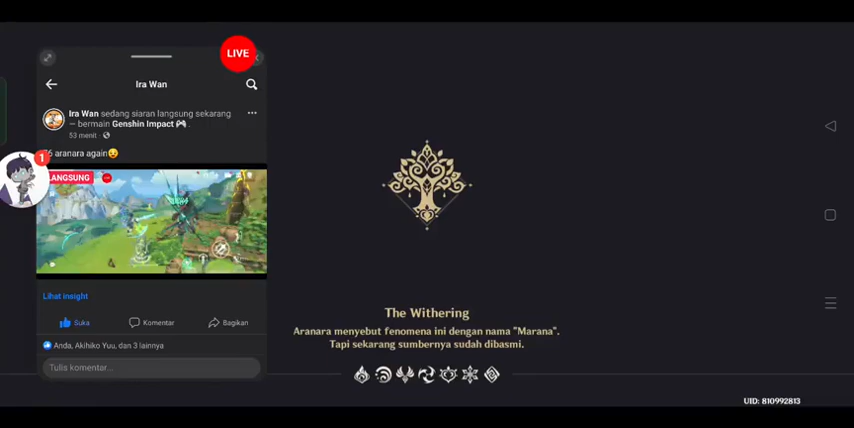 LIVE
Ira Wan
Ira Wan sedang siaran langsung sekarang
— bermain Genshin Impact 🎮 .
53 menit ·
6 aranara again😧
1
LANGSUNG
Lihat insight
Suka
Komentar
Bagikan
Anda, Akihiko Yuu, dan 3 lainnya
Tulis komentar...
The Withering
Aranara menyebut fenomena ini dengan nama "Marana".
Tapi sekarang sumbernya sudah dibasmi.
UID: 810992813